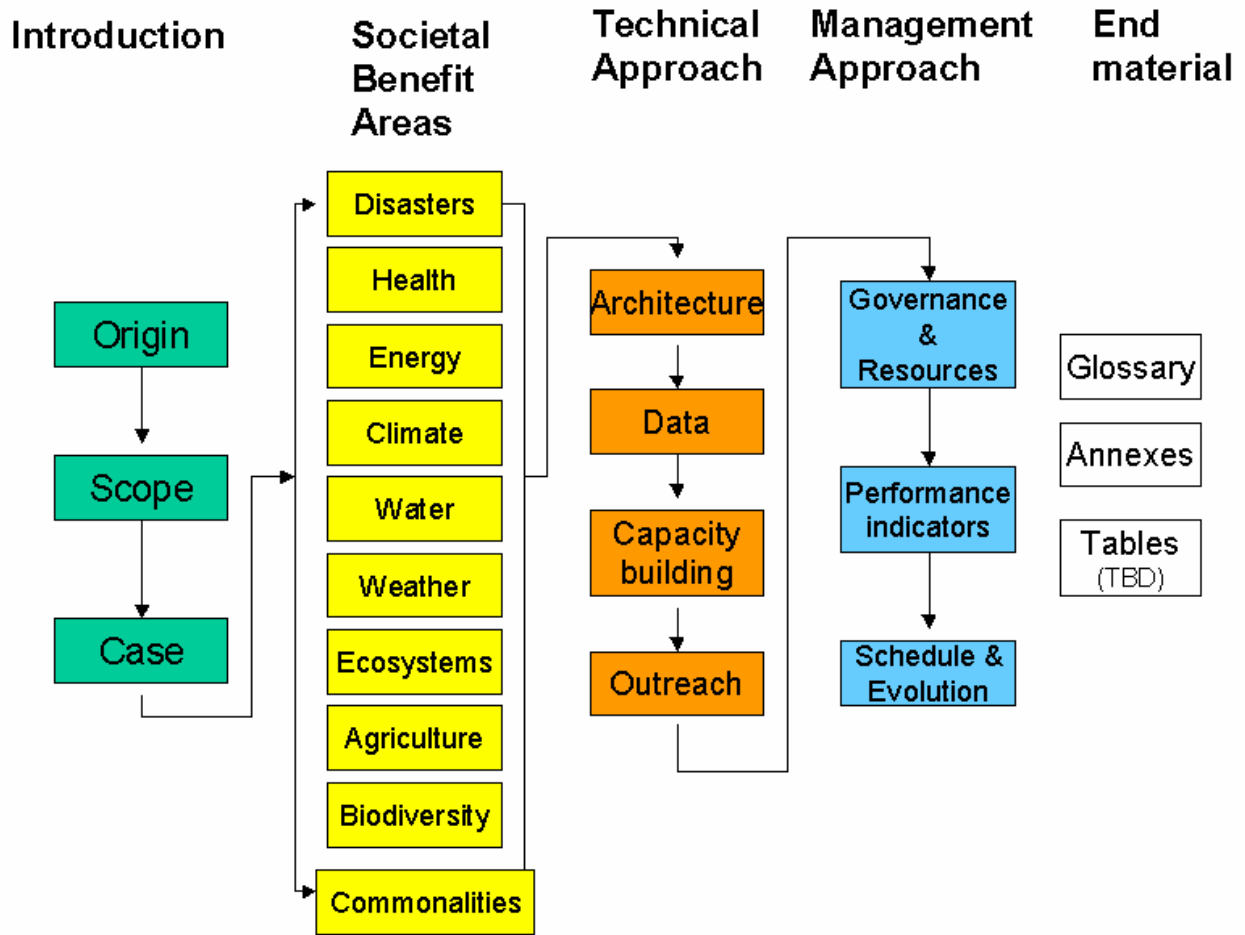 Introduction
Societal
Benefit
Areas
Technical
Approach
Management
Approach
End
material
Origin
Scope
Case
Disasters
Health
Energy
Climate
Water
Weather
Ecosystems
Agriculture
Biodiversity
Commonalities
Architecture
Data
Capacity
building
Outreach
Governance
&
Resources
Performance
indicators
Schedule &
Evolution
Glossary
Annexes
Tables
(TBD)